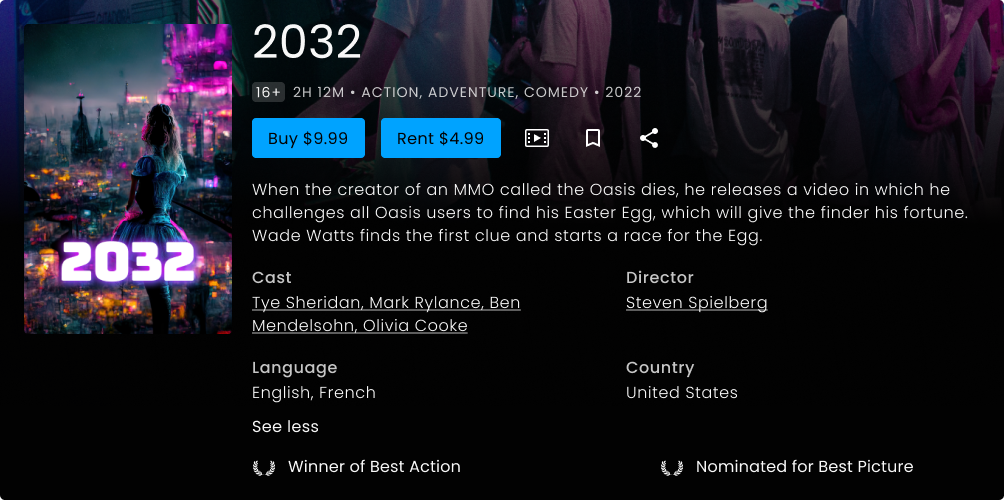 2032
16+ 2H 12M • ACTION, ADVENTURE, COMEDY • 2022
Buy $9.99 Rent $4.99
When the creator of an MMO called the Oasis dies, he releases a video in which he
challenges all Oasis users to find his Easter Egg, which will give the finder his fortune.
Wade Watts finds the first clue and starts a race for the Egg.
2032
Cast
Tye Sheridan, Mark Rylance, Ben
Mendelsohn, Olivia Cooke
Director
Steven Spielberg
Language
English, French
Country
United States
See less
Winner of Best Action
Nominated for Best Picture